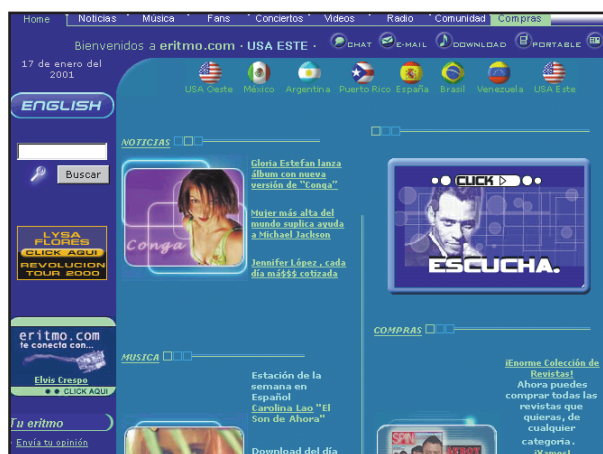 Home Noticias Música Fans Conciertos Videos Radio Comunidad Compras
Bienvenidos a eritmo.com · USA ESTE · CHAT E-MAIL DOWNLOAD PORTABLE
17 de enero del
2001
USA Oeste México Argentina Puerto Rico España Brasil Venezuela USA Este
ENGLISH
Buscar
LYSA
FLORES
CLICK AQUI
REVOLUCION
TOUR 2000
eritmo.com
te conecta con...
Elvis Crespo
CLICK AQUI
Tu eritmo
Envía tu opinión
NOTICIAS
Conga
Gloria Estefan lanza
álbum con nueva
versión de "Conga"
Mujer más alta del
mundo suplica ayuda
a Michael Jackson
Jennifer López , cada
día má$$$ cotizada
MUSICA
Estación de la
semana en
Español
Carolina Lao "El
Son de Ahora"
Download del día
CLICK
ESCUCHA.
COMPRAS
SPIN
¡Enorme Colección de
Revistas!
Ahora puedes
comprar todas las
revistas que
quieras, de
cualquier
categoria.
¡Vamos!